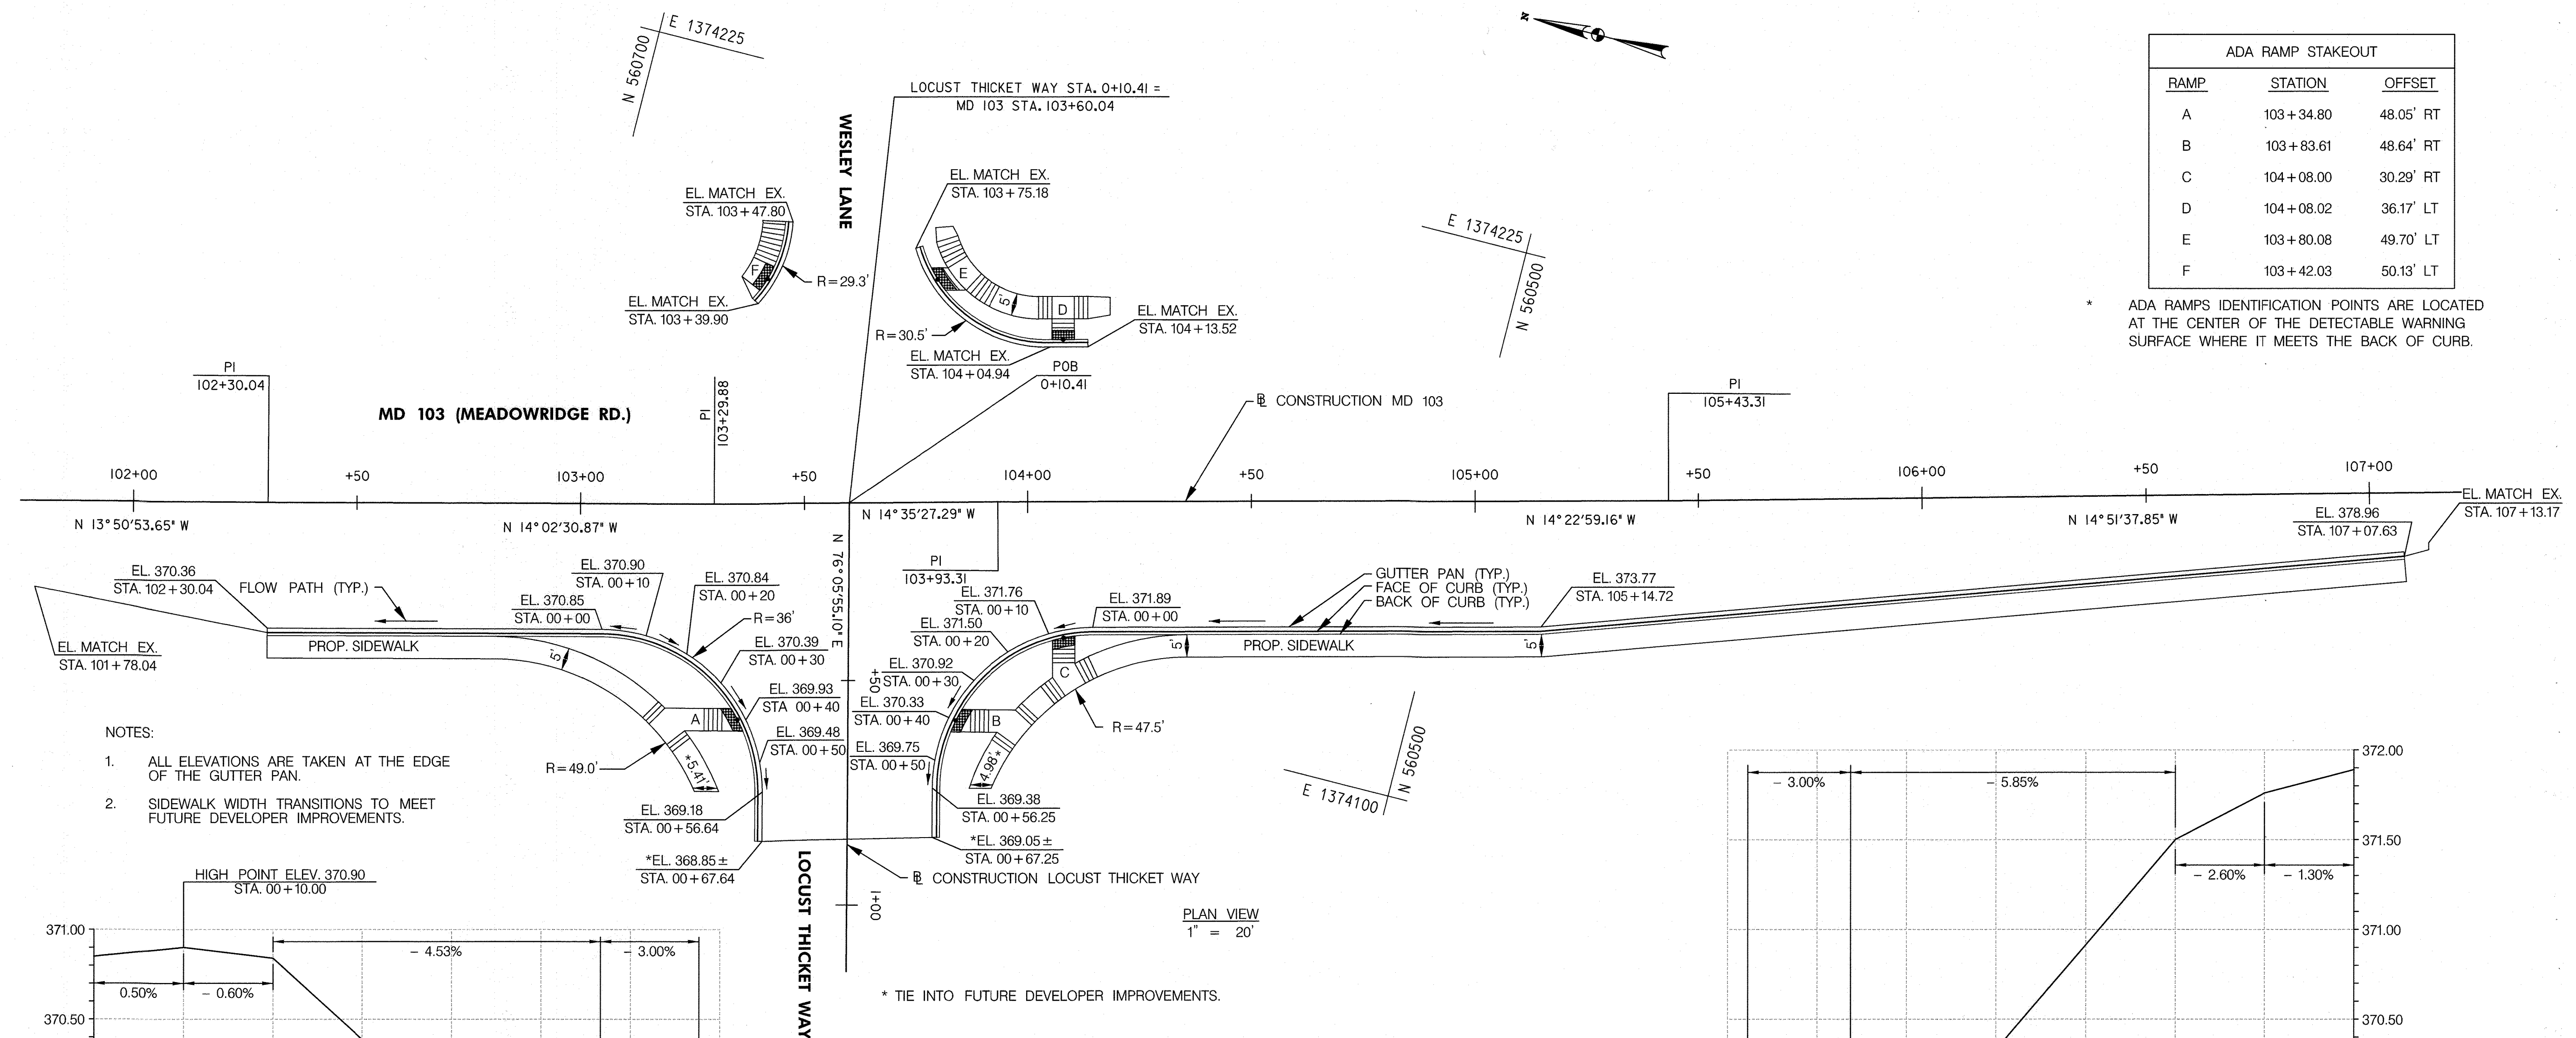 E 1374225
N 560700
N
LOCUST THICKET WAY STA. 0+10.41 =
MD 103 STA. 103+60.04
WESLEY LANE
ADA RAMP STAKEOUT
RAMP STATION OFFSET
A 103+34.80 48.05' RT
B 103+83.61 48.64' RT
C 104+08.00 30.29' RT
D 104+08.02 36.17' LT
E 103+80.08 49.70' LT
F 103+42.03 50.13' LT
* ADA RAMPS IDENTIFICATION POINTS ARE LOCATED
AT THE CENTER OF THE DETECTABLE WARNING
SURFACE WHERE IT MEETS THE BACK OF CURB.
EL. MATCH EX.
STA. 103+47.80
F
R=29.3'
EL. MATCH EX.
STA. 103+39.90
EL. MATCH EX.
STA. 103+75.18
E
5'
D
R=30.5'
EL. MATCH EX.
STA. 104+13.52
EL. MATCH EX.
STA. 104+04.94
E 1374225
N 560500
PI
102+30.04
MD 103 (MEADOWRIDGE RD.)
PI
103+29.88
POB
0+10.41
℄ CONSTRUCTION MD 103
PI
105+43.31
102+00
+50
103+00
+50
104+00
+50
105+00
+50
106+00
+50
107+00
N 13°50'53.65" W
N 14°02'30.87" W
N 14°35'27.29" W
N 14°22'59.16" W
N 14°51'37.85" W
EL. MATCH EX.
STA. 107+13.17
EL. 378.96
STA. 107+07.63
N 76°05'55.10" E
PI
103+93.31
EL. 370.36
STA. 102+30.04
FLOW PATH (TYP.)
EL. 370.90
STA. 00+10
EL. 370.85
STA. 00+00
EL. 370.84
STA. 00+20
R=36'
EL. 370.39
STA. 00+30
EL. 369.93
STA. 00+40
EL. 369.48
STA. 00+50
PROP. SIDEWALK
5'
EL. MATCH EX.
STA. 101+78.04
A
R=49.0'
*5.41'
EL. 369.18
STA. 00+56.64
*EL. 368.85±
STA. 00+67.64
EL. 371.76
STA. 00+10
EL. 371.89
STA. 00+00
EL. 371.50
STA. 00+20
EL. 370.92
STA. 00+30
EL. 370.33
STA. 00+40
EL. 369.75
STA. 00+50
+50
C
B
4.98'*
R=47.5'
EL. 369.38
STA. 00+56.25
*EL. 369.05±
STA. 00+67.25
GUTTER PAN (TYP.)
FACE OF CURB (TYP.)
BACK OF CURB (TYP.)
EL. 373.77
STA. 105+14.72
5'
PROP. SIDEWALK
5'
E 1374100
N 560500
NOTES:
1. ALL ELEVATIONS ARE TAKEN AT THE EDGE
OF THE GUTTER PAN.
2. SIDEWALK WIDTH TRANSITIONS TO MEET
FUTURE DEVELOPER IMPROVEMENTS.
℄ CONSTRUCTION LOCUST THICKET WAY
1+00
LOCUST THICKET WAY
PLAN VIEW
1" = 20'
* TIE INTO FUTURE DEVELOPER IMPROVEMENTS.
HIGH POINT ELEV. 370.90
STA. 00+10.00
371.00
- 4.53%
- 3.00%
0.50%
- 0.60%
370.50
- 3.00%
- 5.85%
372.00
371.50
- 2.60%
- 1.30%
371.00
370.50